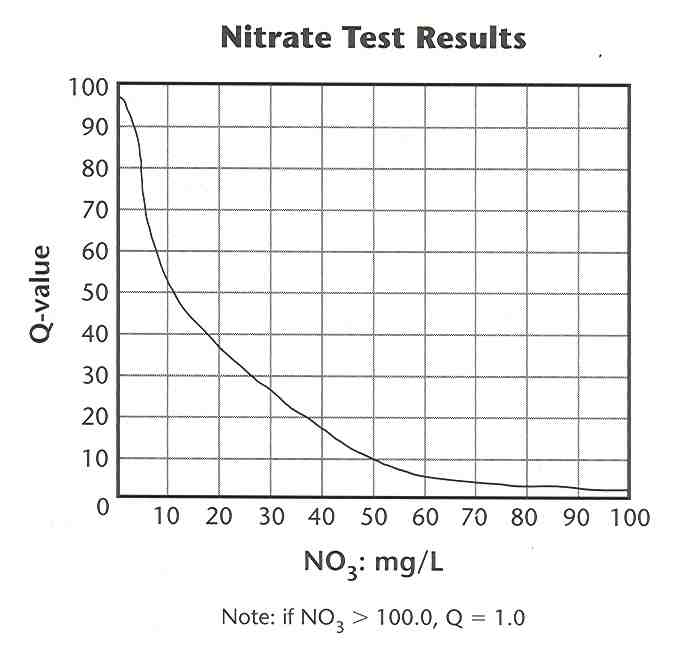 Nitrate Test Results
100
90
80
70
60
50
40
30
20
10
0
Q-value
10 20 30 40 50 60 70 80 90 100
NO₃: mg/L
Note: if NO₃ > 100.0, Q = 1.0